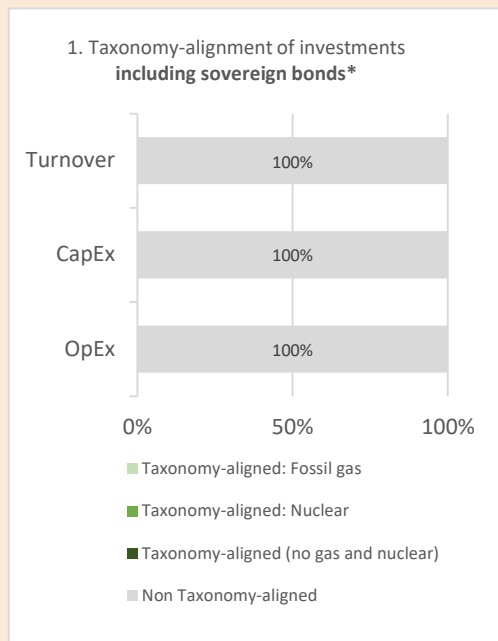 1. Taxonomy-alignment of investments
including sovereign bonds*
Turnover
100%
CapEx
100%
OpEx
100%
0%
50%
100%
Taxonomy-aligned: Fossil gas
Taxonomy-aligned: Nuclear
Taxonomy-aligned (no gas and nuclear)
Non Taxonomy-aligned